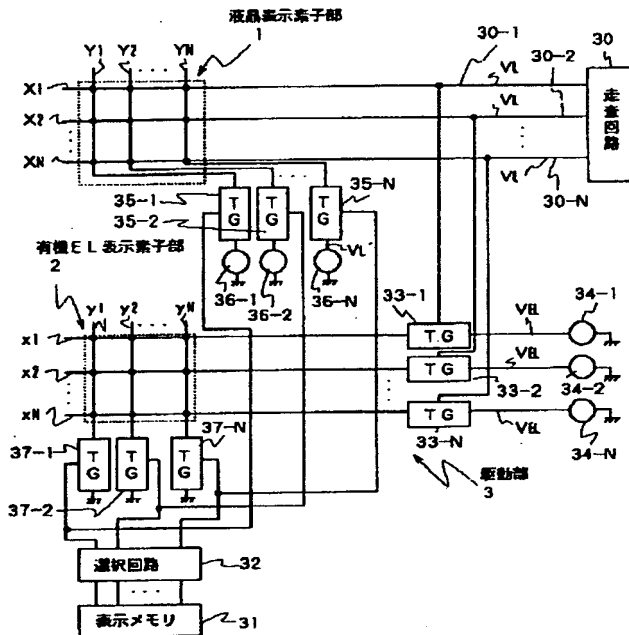 液晶表示素子部
1
Y1 Y2 ···· YN
30-1
30-2
30
X1
VL
X2
VL
走査回路
XN
VL
30-N
35-1
TG
35-2
TG
TG
35-N
VL'
有機EL表示素子部
2
36-1
36-2
36-N
y1 y2 ···· yN
33-1
34-1
x1
TG
VEL
x2
TG
VEL
33-2
34-2
xN
TG
VEL
33-N
34-N
37-1
TG
TG
TG
37-N
37-2
駆動部
3
選択回路
32
表示メモリ
31